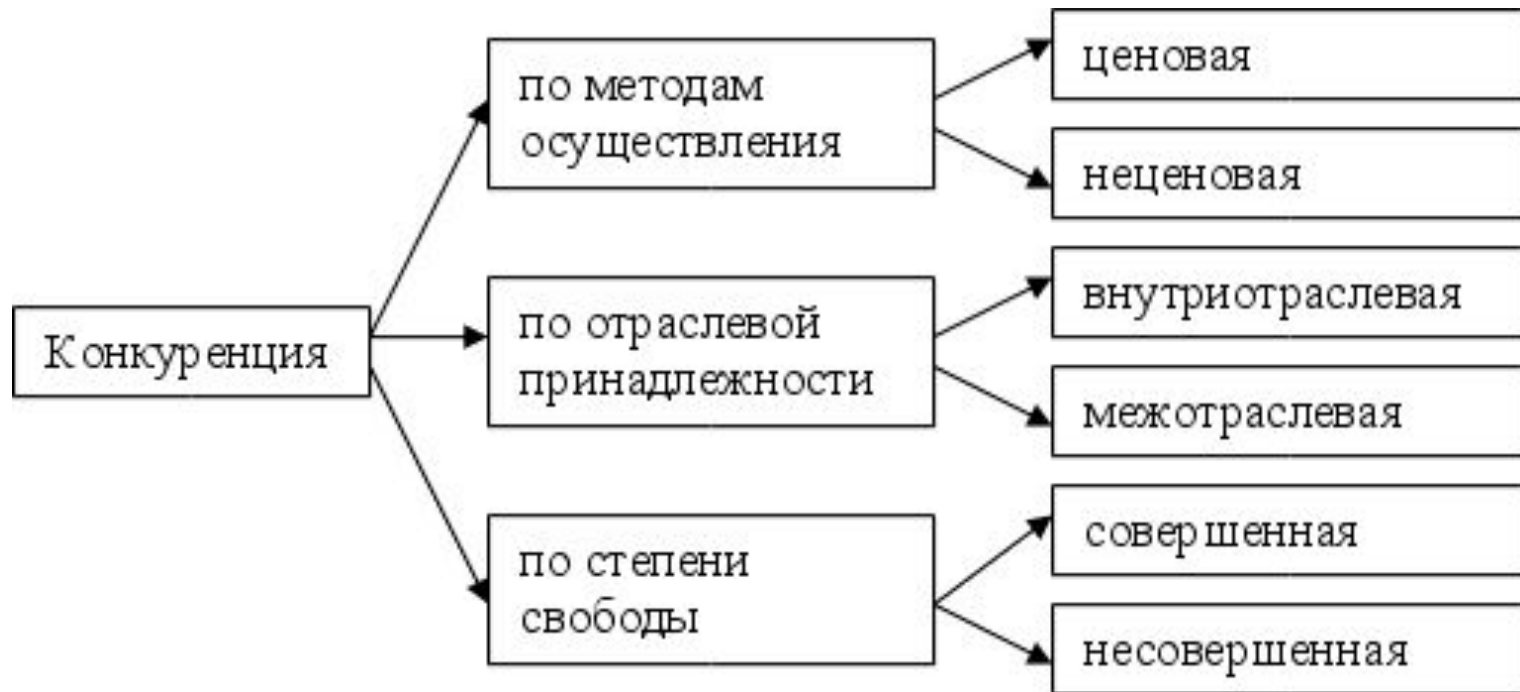 Конкуренция
по методам
осуществления
ценовая
неценовая
по отраслевой
принадлежности
внутриотраслевая
межотраслевая
по степени
свободы
совершенная
несовершенная